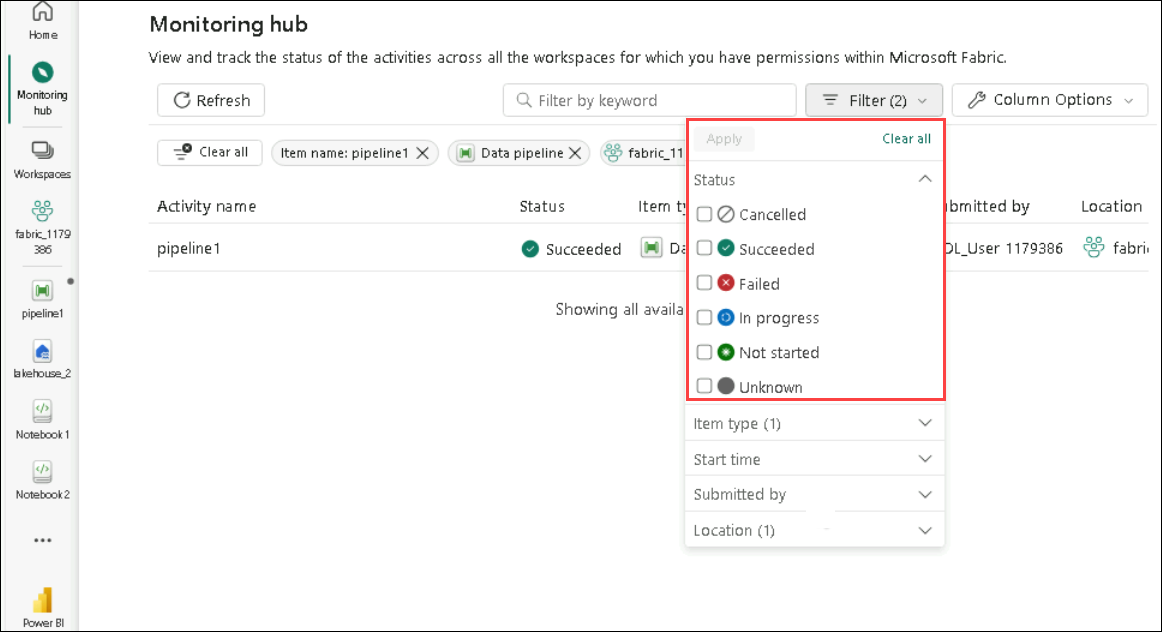 Monitoring hub
View and track the status of the activities across all the workspaces for which you have permissions within Microsoft Fabric.
Home
Monitoring
hub
Workspaces
fabric_1179
386
pipeline1
lakehouse_2
Notebook 1
Notebook 2
Power BI
Refresh
Filter by keyword
Filter (2)
Column Options
Clear all
Item name: pipeline1
Data pipeline
fabric_11
Activity name
Status
Item ty
bmitted by
Location
pipeline1
Succeeded
Da
DL_User 1179386
fabri
Showing all availa
Apply
Clear all
Status
Cancelled
Succeeded
Failed
In progress
Not started
Unknown
Item type (1)
Start time
Submitted by
Location (1)